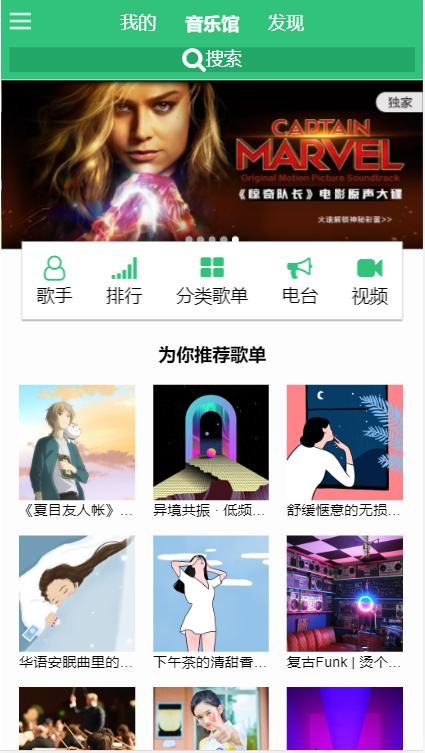 我的 音乐馆 发现
搜索
独家
CAPTAIN
MARVEL
Original Motion Picture Soundtrack
《惊奇队长》电影原声大碟
火速解锁神秘彩蛋>>
歌手 排行 分类歌单 电台 视频
为你推荐歌单
《夏目友人帐》... 异境共振 · 低频... 舒缓惬意的无损...
华语安眠曲里的... 下午茶的清甜香... 复古Funk | 烫个...